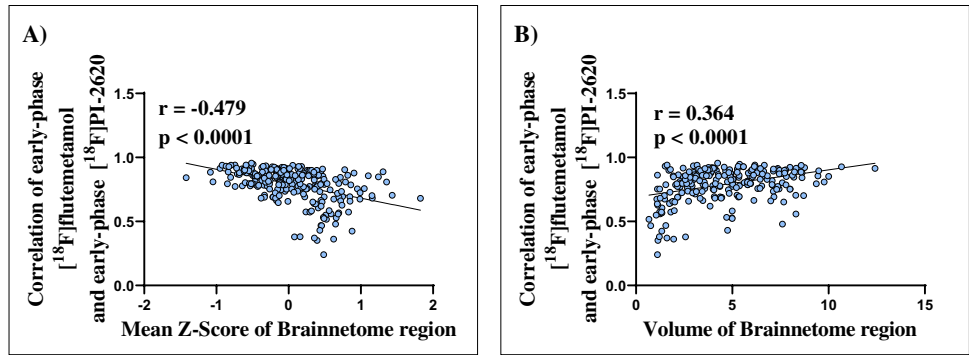 A)
Correlation of early-phase
[¹⁸F]flutemetamol
and early-phase [¹⁸F]PI-2620
1.5
1.0
0.5
0.0
r = -0.479
p < 0.0001
-2 -1 0 1 2
Mean Z-Score of Brainnetome region
B)
Correlation of early-phase
[¹⁸F]flutemetamol
and early-phase [¹⁸F]PI-2620
1.5
1.0
0.5
0.0
r = 0.364
p < 0.0001
0 5 10 15
Volume of Brainnetome region